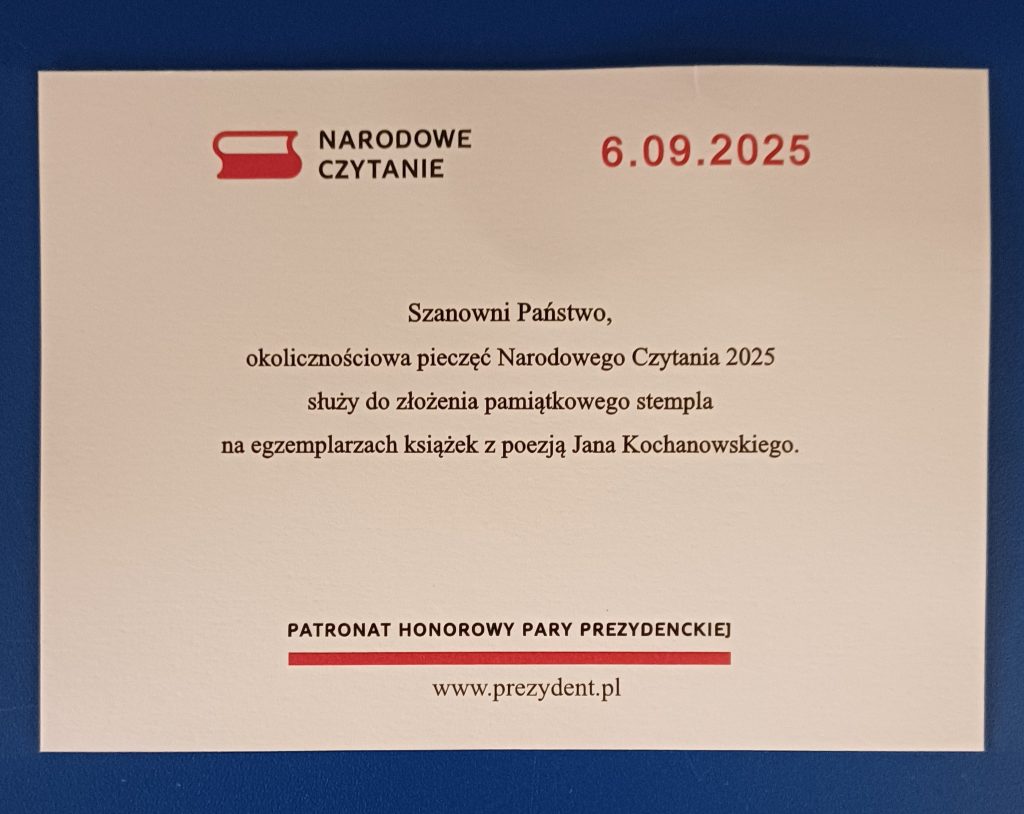 NARODOWE
CZYTANIE
6.09.2025
Szanowni Państwo,
okolicznościowa pieczęć Narodowego Czytania 2025
służy do złożenia pamiątkowego stempla
na egzemplarzach książek z poezją Jana Kochanowskiego.
PATRONAT HONOROWY PARY PREZYDENCKIEJ
www.prezydent.pl